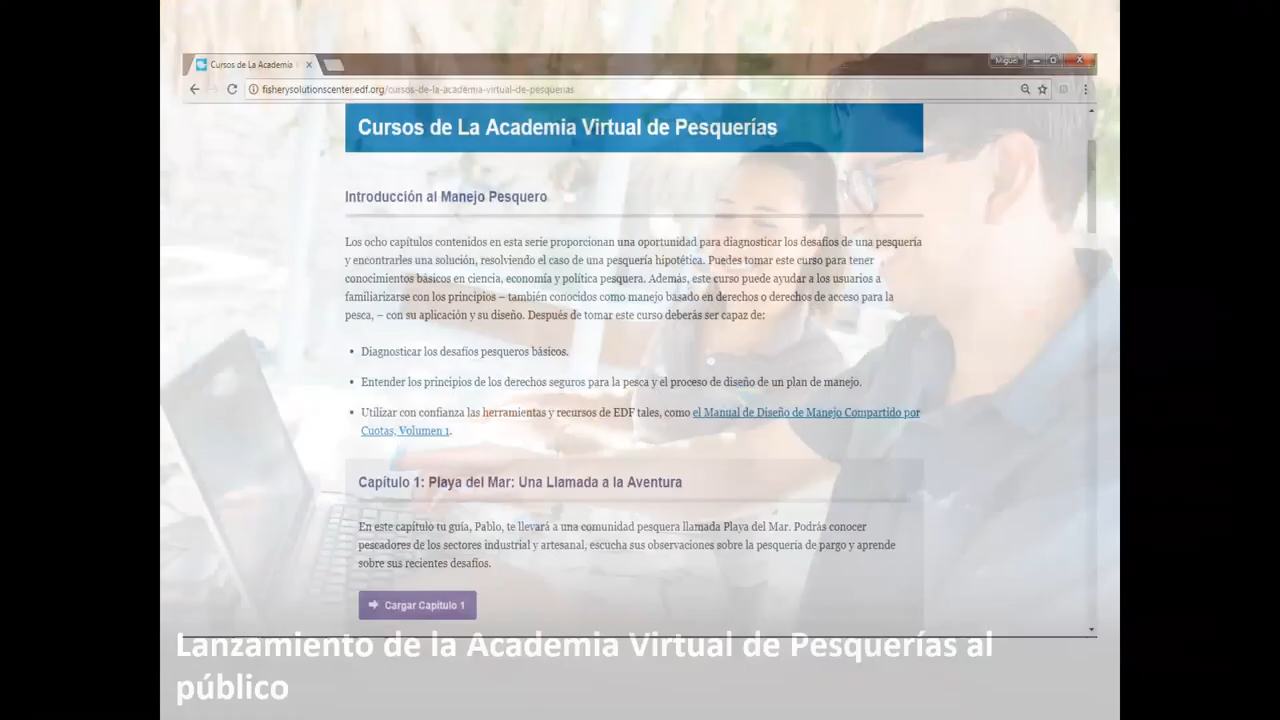 Cursos de La Academia
Miguel
fisherysolutionscenter.edf.org/cursos-de-la-academia-virtual-de-pesquerias
Cursos de La Academia Virtual de Pesquerías
Introducción al Manejo Pesquero
Los ocho capítulos contenidos en esta serie proporcionan una oportunidad para diagnosticar los desafíos de una pesquería
y encontrarles una solución, resolviendo el caso de una pesquería hipotética. Puedes tomar este curso para tener
conocimientos básicos en ciencia, economía y política pesquera. Además, este curso puede ayudar a los usuarios a
familiarizarse con los principios – también conocidos como manejo basado en derechos o derechos de acceso para la
pesca, – con su aplicación y su diseño. Después de tomar este curso deberás ser capaz de:
• Diagnosticar los desafíos pesqueros básicos.
• Entender los principios de los derechos seguros para la pesca y el proceso de diseño de un plan de manejo.
• Utilizar con confianza las herramientas y recursos de EDF tales, como el Manual de Diseño de Manejo Compartido por
Cuotas, Volumen 1.
Capítulo 1: Playa del Mar: Una Llamada a la Aventura
En este capítulo tu guía, Pablo, te llevará a una comunidad pesquera llamada Playa del Mar. Podrás conocer
pescadores de los sectores industrial y artesanal, escucha sus observaciones sobre la pesquería de pargo y aprende
sobre sus recientes desafíos.
Cargar Capítulo 1
Lanzamiento de la Academia Virtual de Pesquerías al
público